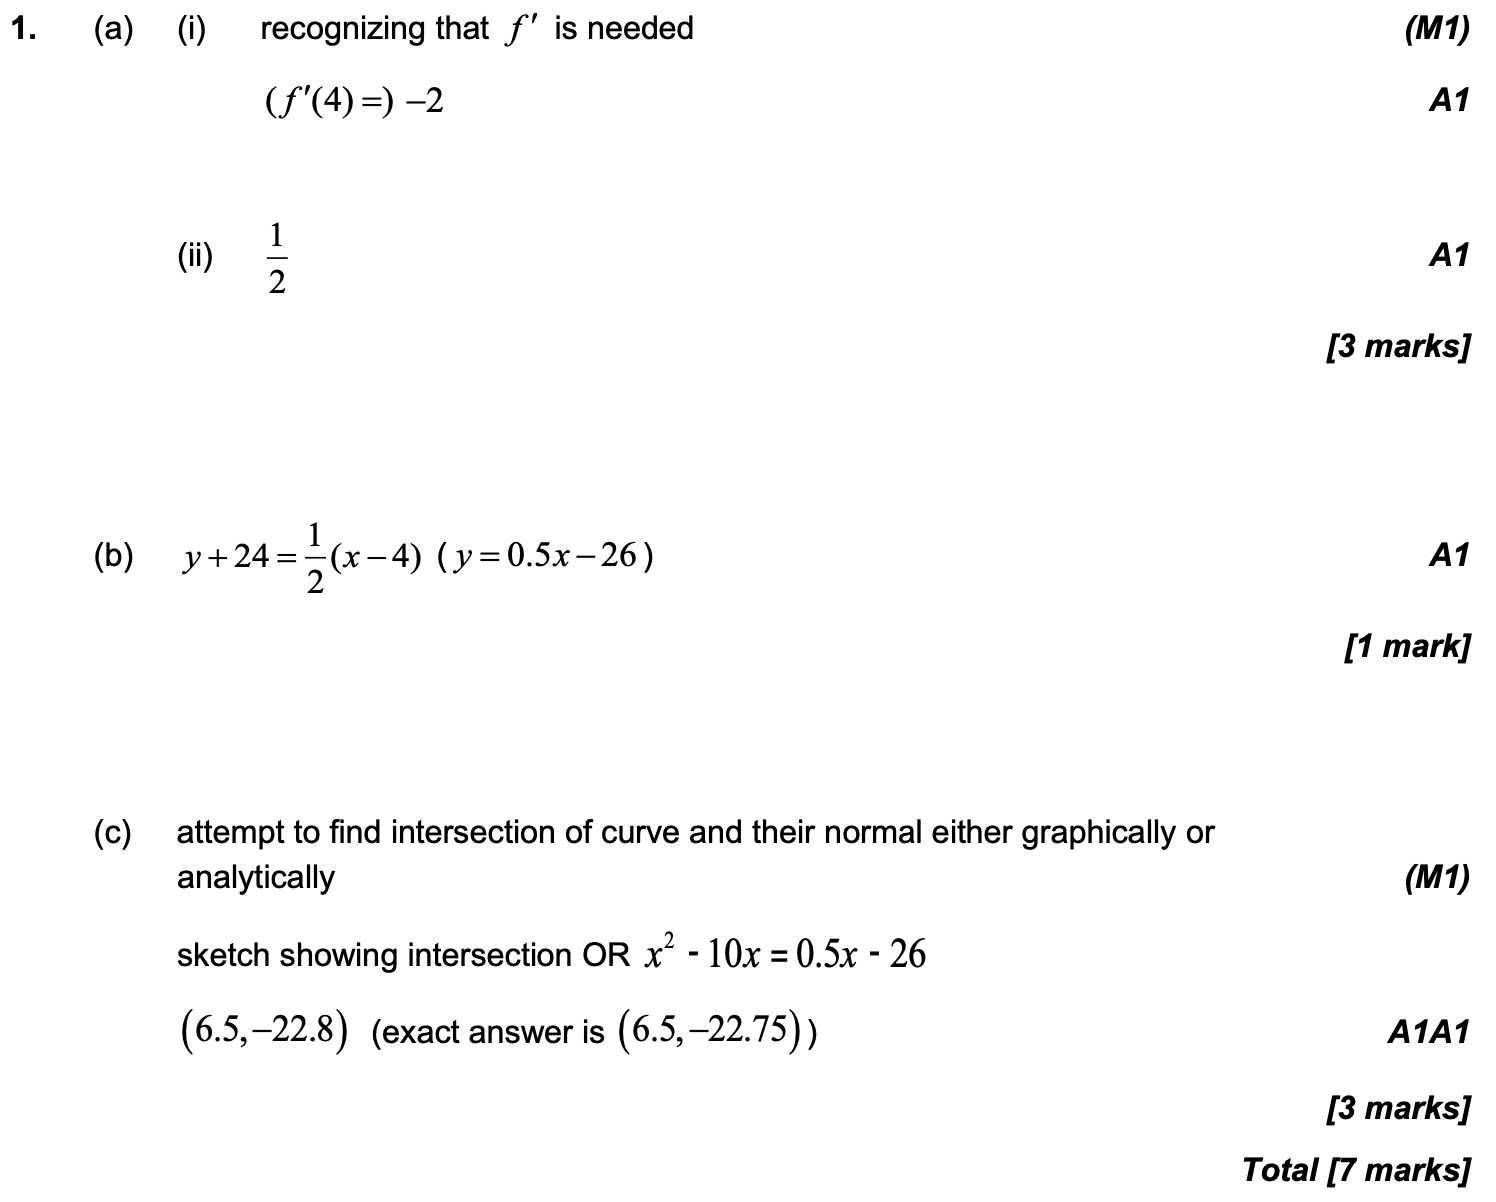 1. (a) (i) recognizing that f′ is needed (M1)
(f′(4) =) −2 A1
(ii) 1/2 A1
[3 marks]
(b) y + 24 = 1/2 (x − 4) ( y = 0.5x − 26 ) A1
[1 mark]
(c) attempt to find intersection of curve and their normal either graphically or
analytically (M1)
sketch showing intersection OR x² - 10x = 0.5x - 26
(6.5, −22.8) (exact answer is (6.5, −22.75)) A1A1
[3 marks]
Total [7 marks]